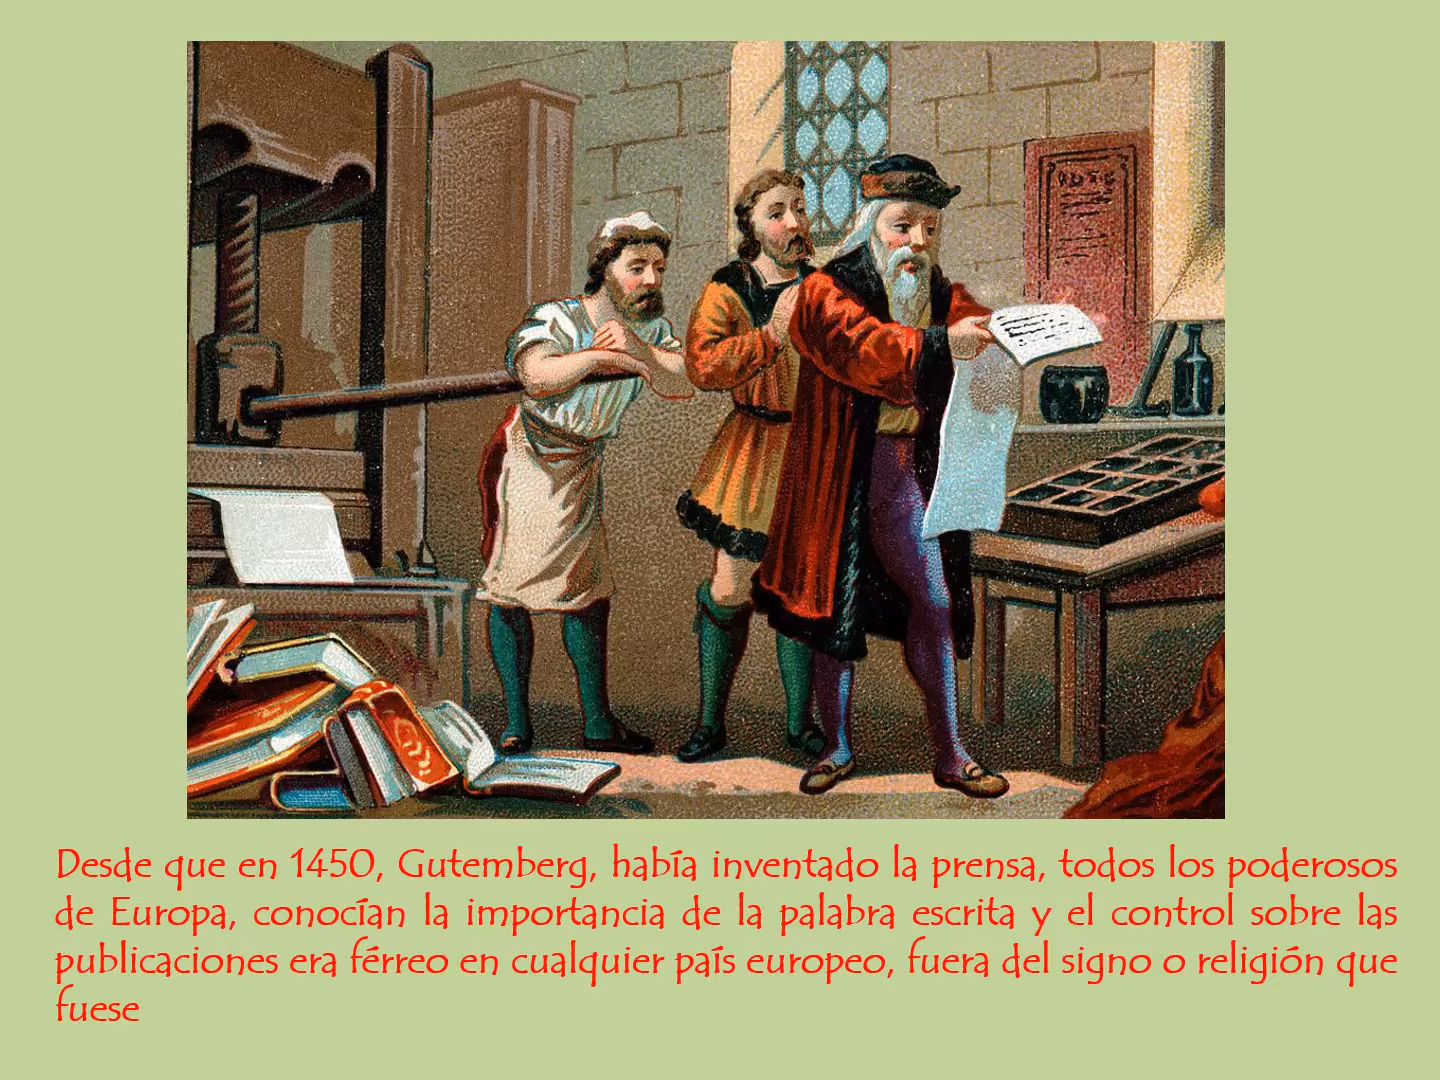 Desde que en 1450, Gutemberg, había inventado la prensa, todos los poderosos
de Europa, conocían la importancia de la palabra escrita y el control sobre las
publicaciones era férreo en cualquier país europeo, fuera del signo o religión que
fuese